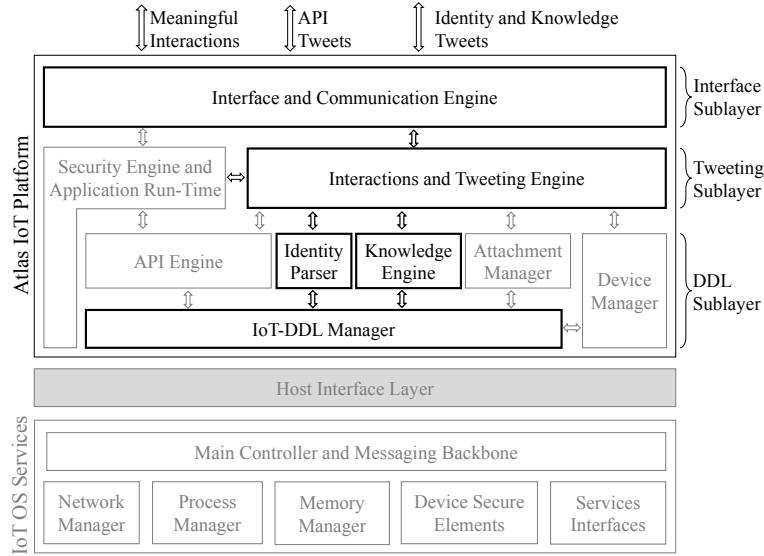 Meaningful
Interactions
API
Tweets
Identity and Knowledge
Tweets
Atlas IoT Platform
Interface and Communication Engine
Interface
Sublayer
Security Engine and
Application Run-Time
Interactions and Tweeting Engine
Tweeting
Sublayer
API Engine
Identity
Parser
Knowledge
Engine
Attachment
Manager
Device
Manager
DDL
Sublayer
IoT-DDL Manager
Host Interface Layer
IoT OS Services
Main Controller and Messaging Backbone
Network
Manager
Process
Manager
Memory
Manager
Device Secure
Elements
Services
Interfaces